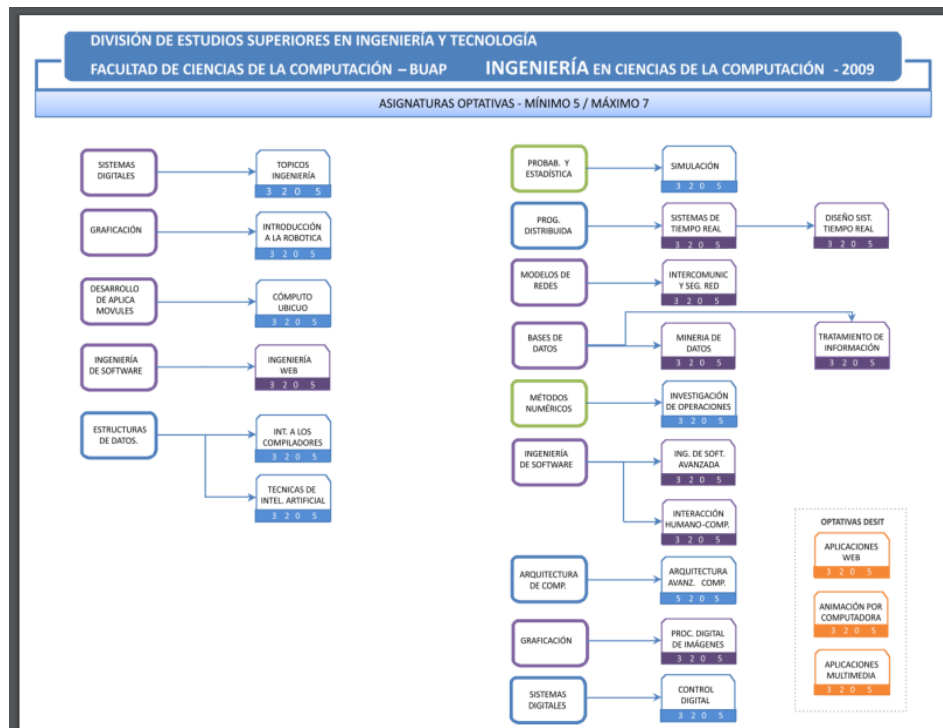 DIVISIÓN DE ESTUDIOS SUPERIORES EN INGENIERÍA Y TECNOLOGÍA
FACULTAD DE CIENCIAS DE LA COMPUTACIÓN – BUAP INGENIERÍA EN CIENCIAS DE LA COMPUTACIÓN - 2009
ASIGNATURAS OPTATIVAS - MÍNIMO 5 / MÁXIMO 7
SISTEMAS
DIGITALES
TOPICOS
INGENIERÍA
3 2 0 5
GRAFICACIÓN
INTRODUCCIÓN
A LA ROBOTICA
3 2 0 5
DESARROLLO
DE APLICA
MOVULES
CÓMPUTO
UBICUO
3 2 0 5
INGENIERÍA
DE SOFTWARE
INGENIERÍA
WEB
3 2 0 5
ESTRUCTURAS
DE DATOS.
INT. A LOS
COMPILADORES
3 2 0 5
TECNICAS DE
INTEL. ARTIFICIAL
3 2 0 5
PROBAB. Y
ESTADÍSTICA
SIMULACIÓN
3 2 0 5
PROG.
DISTRIBUIDA
SISTEMAS DE
TIEMPO REAL
3 2 0 5
DISEÑO SIST.
TIEMPO REAL
3 2 0 5
MODELOS DE
REDES
INTERCOMUNIC
Y SEG. RED
3 2 0 5
BASES DE
DATOS
MINERIA DE
DATOS
3 2 0 5
TRATAMIENTO DE
INFORMACIÓN
3 2 0 5
MÉTODOS
NUMÉRICOS
INVESTIGACIÓN
DE OPERACIONES
3 2 0 5
INGENIERÍA
DE SOFTWARE
ING. DE SOFT.
AVANZADA
3 2 0 5
INTERACCIÓN
HUMANO-COMP.
3 2 0 5
ARQUITECTURA
DE COMP.
ARQUITECTURA
AVANZ. COMP.
5 2 0 5
GRAFICACIÓN
PROC. DIGITAL
DE IMÁGENES
3 2 0 5
SISTEMAS
DIGITALES
CONTROL
DIGITAL
3 2 0 5
OPTATIVAS DESIT
APLICACIONES
WEB
3 2 0 5
ANIMACIÓN POR
COMPUTADORA
3 2 0 5
APLICACIONES
MULTIMEDIA
3 2 0 5